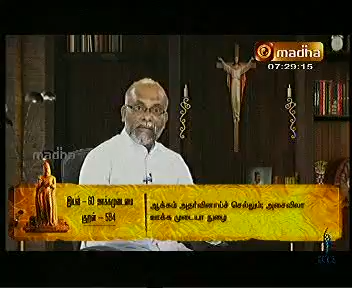 madha
07:29:15
madha
இயல் - 60 ஊக்கமுடைமை
குறள் - 594
ஆக்கம் அதர்வினாய்ச் செல்லும்; அசைவிலா
ஊக்க முடையா னுழை